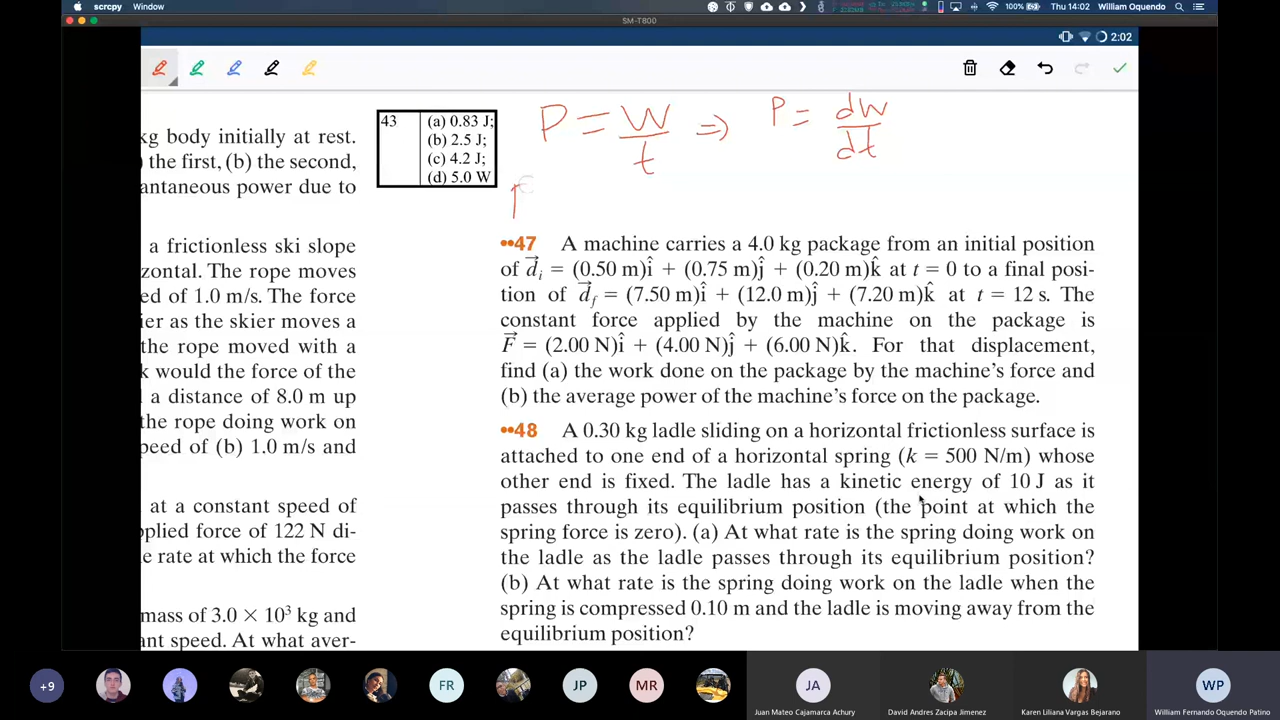 scrcpy Window
100% Thu 14:02 William Oquendo
SM-T800
2:02
P = W/t ⇒ P = dW/dt
43 (a) 0.83 J;
(b) 2.5 J;
(c) 4.2 J;
(d) 5.0 W
kg body initially at rest.
) the first, (b) the second,
antaneous power due to
a frictionless ski slope
zontal. The rope moves
ed of 1.0 m/s. The force
ier as the skier moves a
the rope moved with a
k would the force of the
a distance of 8.0 m up
the rope doing work on
peed of (b) 1.0 m/s and
at a constant speed of
pplied force of 122 N di-
e rate at which the force
mass of 3.0 × 10³ kg and
nt speed. At what aver-
••47 A machine carries a 4.0 kg package from an initial position
of d⃗ᵢ = (0.50 m)î + (0.75 m)ĵ + (0.20 m)k̂ at t = 0 to a final posi-
tion of d⃗f = (7.50 m)î + (12.0 m)ĵ + (7.20 m)k̂ at t = 12 s. The
constant force applied by the machine on the package is
F⃗ = (2.00 N)î + (4.00 N)ĵ + (6.00 N)k̂. For that displacement,
find (a) the work done on the package by the machine's force and
(b) the average power of the machine's force on the package.
••48 A 0.30 kg ladle sliding on a horizontal frictionless surface is
attached to one end of a horizontal spring (k = 500 N/m) whose
other end is fixed. The ladle has a kinetic energy of 10 J as it
passes through its equilibrium position (the point at which the
spring force is zero). (a) At what rate is the spring doing work on
the ladle as the ladle passes through its equilibrium position?
(b) At what rate is the spring doing work on the ladle when the
spring is compressed 0.10 m and the ladle is moving away from the
equilibrium position?
+9 FR JP MR JA WP
Juan Mateo Cajamarca Achury
David Andres Zacipa Jimenez
Karen Liliana Vargas Bejarano
William Fernando Oquendo Patino